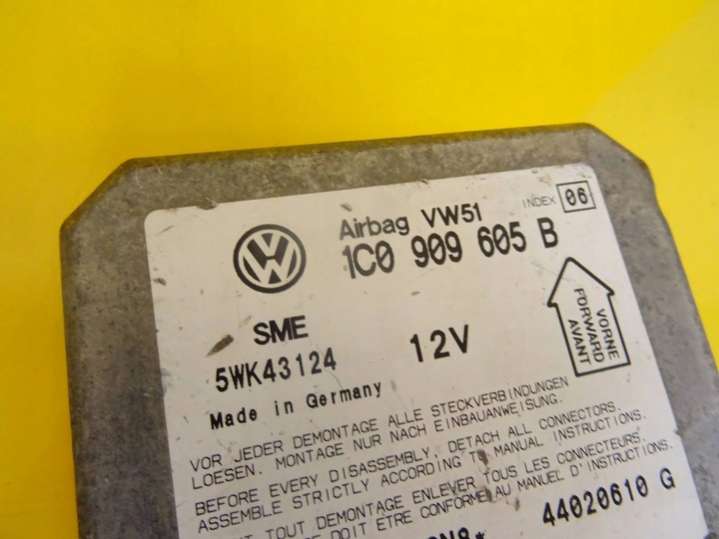 Airbag VW51 INDEX 06
1C0 909 605 B
SME
12V
5WK43124
Made in Germany
VORNE
FORWARD
AVANT
VOR JEDER DEMONTAGE ALLE STECKVERBINDUNGEN
LOESEN. MONTAGE NUR NACH EINBAUANWEISUNG.
BEFORE EVERY DISASSEMBLY, DETACH ALL CONNECTORS.
ASSEMBLE STRICTLY ACCORDING TO MANUAL INSTRUCTIONS.
TOUT DEMONTAGE ENLEVER TOUS LES CONNECTEURS.
DOIT ETRE CONFORME AU MANUEL D'INSTRUCTIONS.
44020610 G